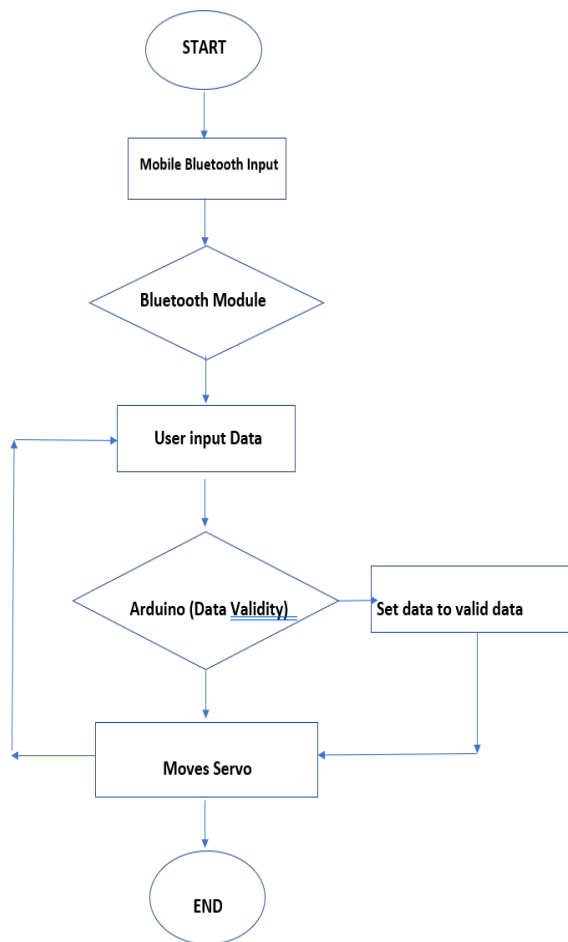 START
Mobile Bluetooth Input
Bluetooth Module
User input Data
Arduino (Data Validity)
Set data to valid data
Moves Servo
END